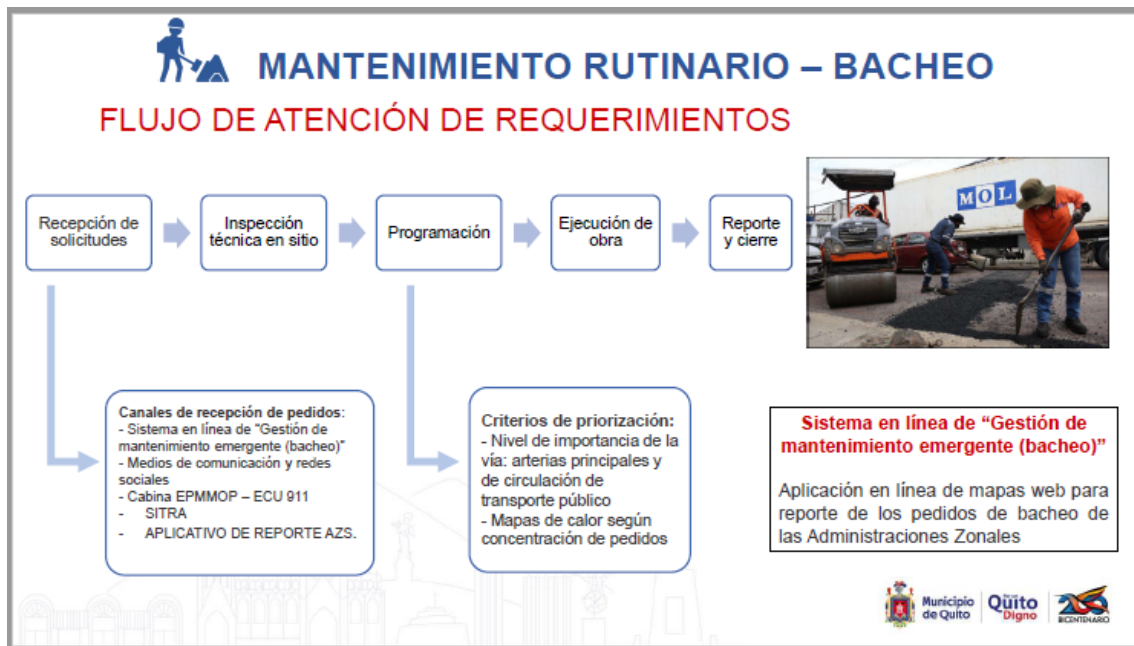 MANTENIMIENTO RUTINARIO – BACHEO
FLUJO DE ATENCIÓN DE REQUERIMIENTOS
Recepción de
solicitudes
Inspección
técnica en sitio
Programación
Ejecución de
obra
Reporte
y cierre
MOL
Canales de recepción de pedidos:
- Sistema en línea de "Gestión de
mantenimiento emergente (bacheo)"
- Medios de comunicación y redes
sociales
- Cabina EPMMOP – ECU 911
- SITRA
- APLICATIVO DE REPORTE AZS.
Criterios de priorización:
- Nivel de importancia de la
vía: arterias principales y
de circulación de
transporte público
- Mapas de calor según
concentración de pedidos
Sistema en línea de “Gestión de
mantenimiento emergente (bacheo)”
Aplicación en línea de mapas web para
reporte de los pedidos de bacheo de
las Administraciones Zonales
Municipio
de Quito
Quito
Digno
BICENTENARIO